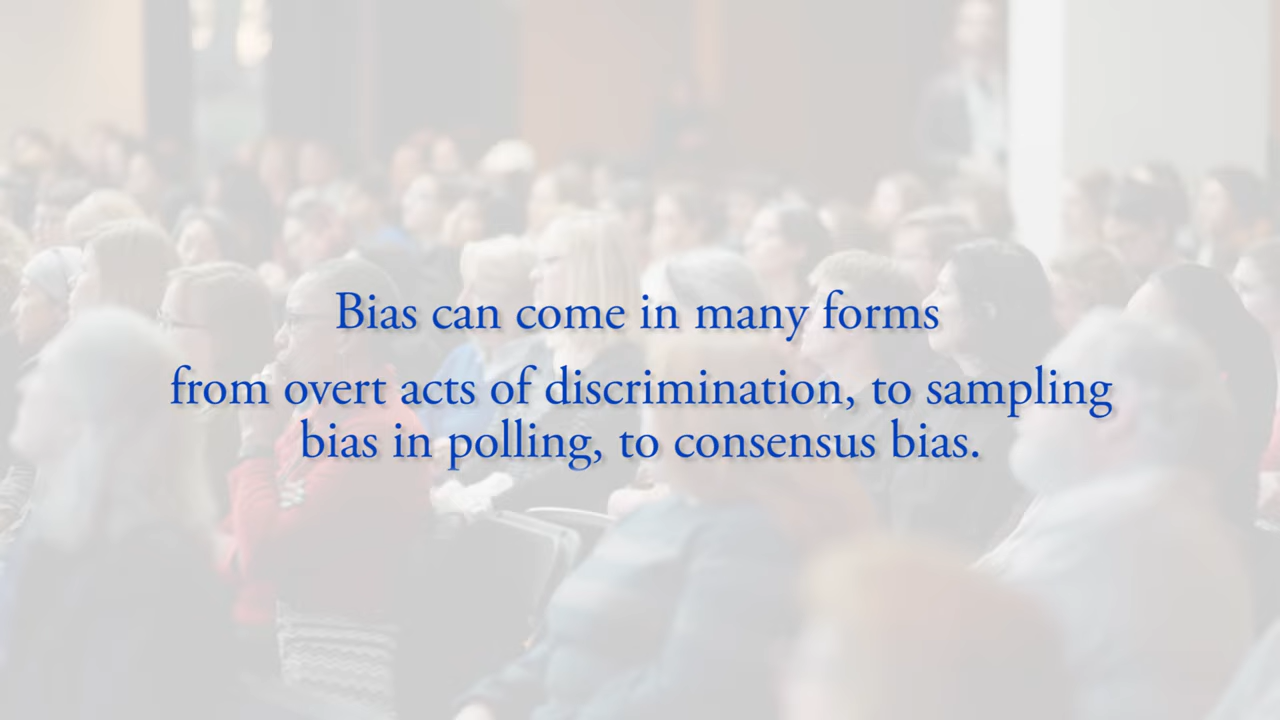 Bias can come in many forms
from overt acts of discrimination, to sampling
bias in polling, to consensus bias.